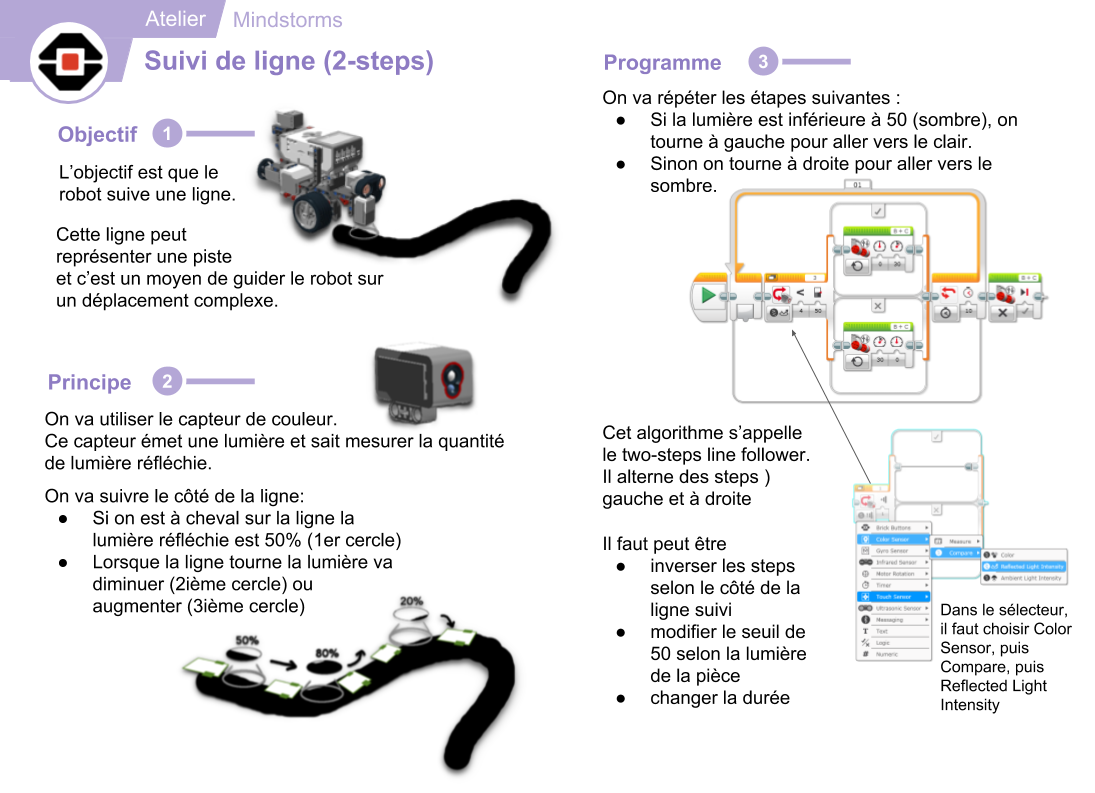 Atelier
Mindstorms
Suivi de ligne (2-steps)
Objectif 1
L'objectif est que le
robot suive une ligne.
Cette ligne peut
représenter une piste
et c'est un moyen de guider le robot sur
un déplacement complexe.
Principe 2
On va utiliser le capteur de couleur.
Ce capteur émet une lumière et sait mesurer la quantité
de lumière réfléchie.
On va suivre le côté de la ligne:
● Si on est à cheval sur la ligne la
lumière réfléchie est 50% (1er cercle)
● Lorsque la ligne tourne la lumière va
diminuer (2ième cercle) ou
augmenter (3ième cercle)
20%
50%
80%
Programme 3
On va répéter les étapes suivantes :
● Si la lumière est inférieure à 50 (sombre), on
tourne à gauche pour aller vers le clair.
● Sinon on tourne à droite pour aller vers le
sombre.
01
B + C
3
B + C
<
4 50
10
B + C
30 0
Cet algorithme s'appelle
le two-steps line follower.
Il alterne des steps )
gauche et à droite
Il faut peut être
● inverser les steps
selon le côté de la
ligne suivi
● modifier le seuil de
50 selon la lumière
de la pièce
● changer la durée
Brick Buttons
Color Sensor
Gyro Sensor
Infrared Sensor
Motor Rotation
Timer
Touch Sensor
Ultrasonic Sensor
Messaging
T Text
Logic
# Numeric
Measure
Compare
Color
Reflected Light Intensity
Ambient Light Intensity
Dans le sélecteur,
il faut choisir Color
Sensor, puis
Compare, puis
Reflected Light
Intensity